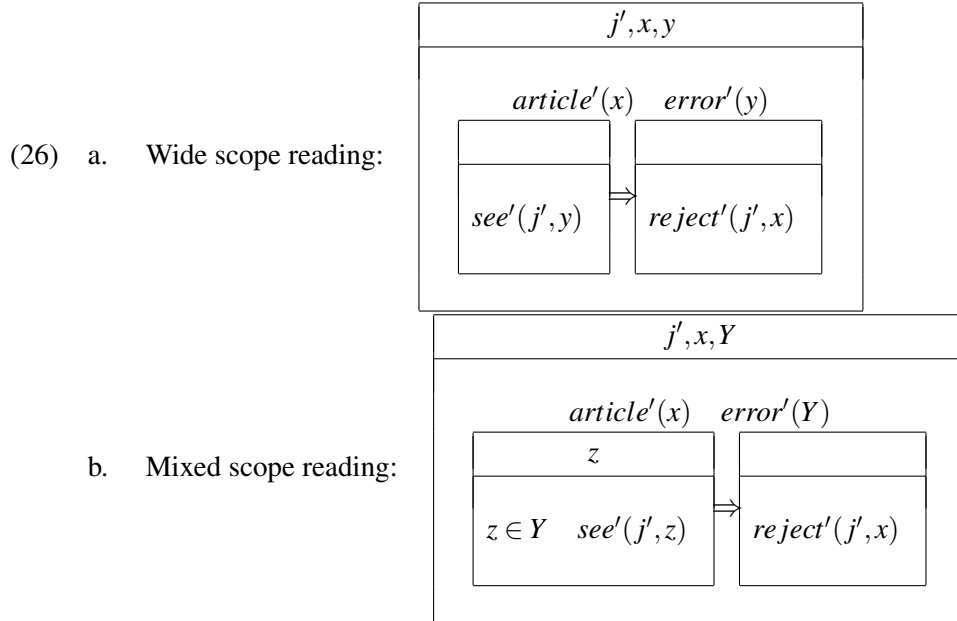 j′, x, y
article′(x) error′(y)
(26) a. Wide scope reading:
see′(j′, y) ⇒ reject′(j′, x)
j′, x, Y
article′(x) error′(Y)
z
b. Mixed scope reading:
z ∈ Y see′(j′, z) ⇒ reject′(j′, x)